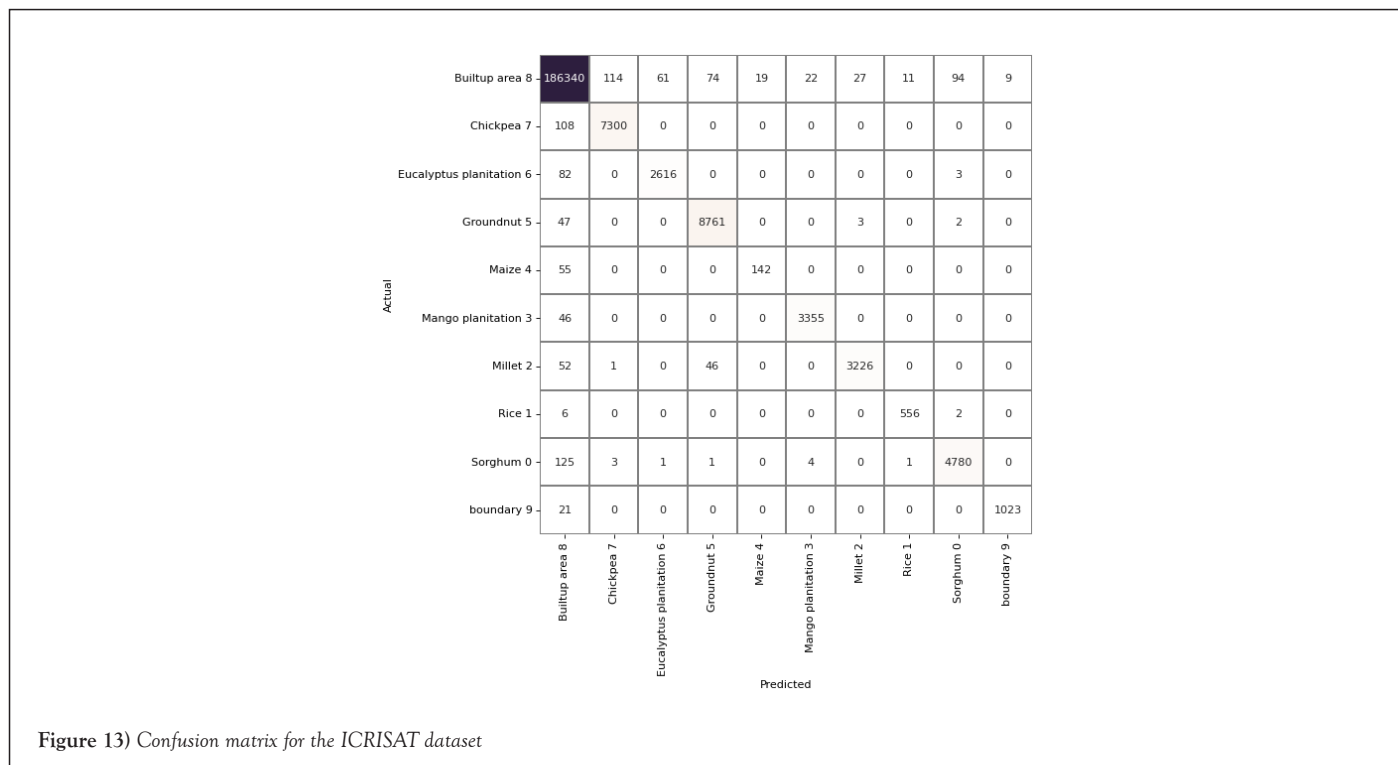 Builtup area 8 186340 114 61 74 19 22 27 11 94 9
Chickpea 7 108 7300 0 0 0 0 0 0 0 0
Eucalyptus planitation 6 82 0 2616 0 0 0 0 0 3 0
Groundnut 5 47 0 0 8761 0 0 3 0 2 0
Maize 4 55 0 0 0 142 0 0 0 0 0
Actual
Mango planitation 3 46 0 0 0 0 3355 0 0 0 0
Millet 2 52 1 0 46 0 0 3226 0 0 0
Rice 1 6 0 0 0 0 0 0 556 2 0
Sorghum 0 125 3 1 1 0 4 0 1 4780 0
boundary 9 21 0 0 0 0 0 0 0 0 1023
Builtup area 8
Chickpea 7
Eucalyptus planitation 6
Groundnut 5
Maize 4
Mango planitation 3
Millet 2
Rice 1
Sorghum 0
boundary 9
Predicted
Figure 13) Confusion matrix for the ICRISAT dataset